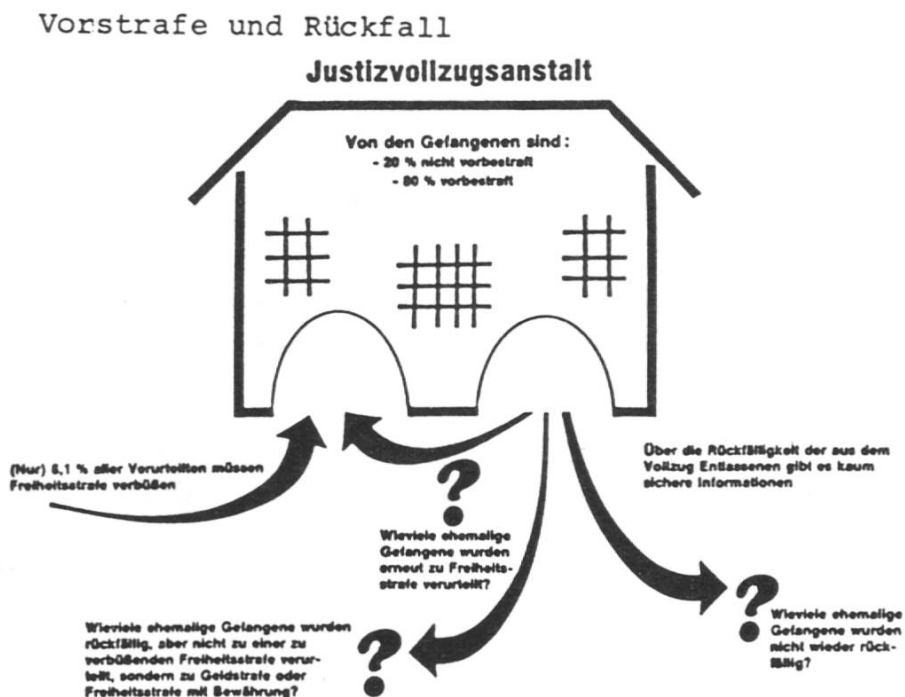 Vorstrafe und Rückfall
Justizvollzugsanstalt
Von den Gefangenen sind:
- 20 % nicht vorbestraft
- 80 % vorbestraft
(Nur) 6,1 % aller Verurteilten müssen
Freiheitsstrafe verbüßen
Über die Rückfälligkeit der aus dem
Vollzug Entlassenen gibt es kaum
sichere Informationen
?
Wieviele ehemalige
Gefangene wurden
erneut zu Freiheits-
strafe verurteilt?
?
Wieviele ehemalige
Gefangene wurden
nicht wieder rück-
fällig?
Wieviele ehemalige Gefangene wurden
rückfällig, aber nicht zu einer zu
verbüßenden Freiheitsstrafe verur-
teilt, sondern zu Geldstrafe oder
Freiheitsstrafe mit Bewährung?
?